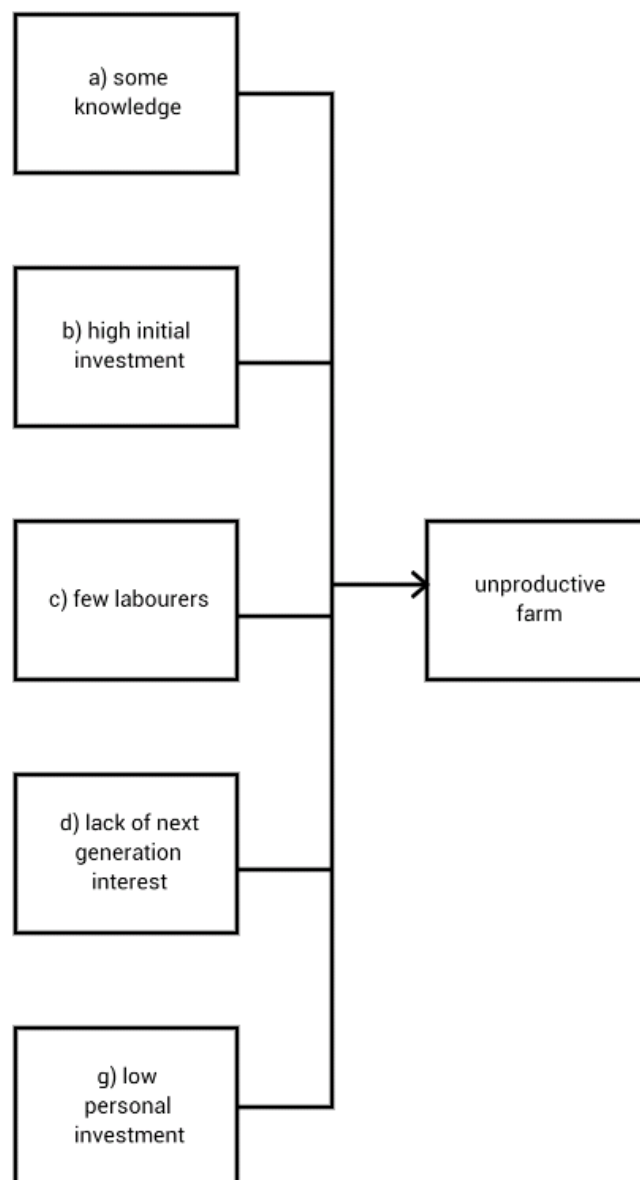 a) some
knowledge
b) high initial
investment
c) few labourers
unproductive
farm
d) lack of next
generation
interest
g) low
personal
investment